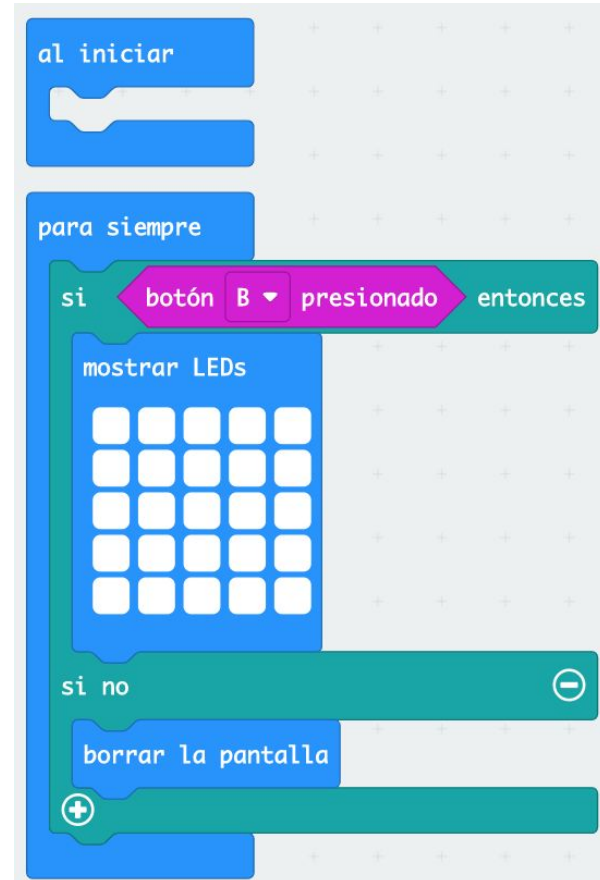 al iniciar
para siempre
si botón B presionado entonces
mostrar LEDs
si no
borrar la pantalla